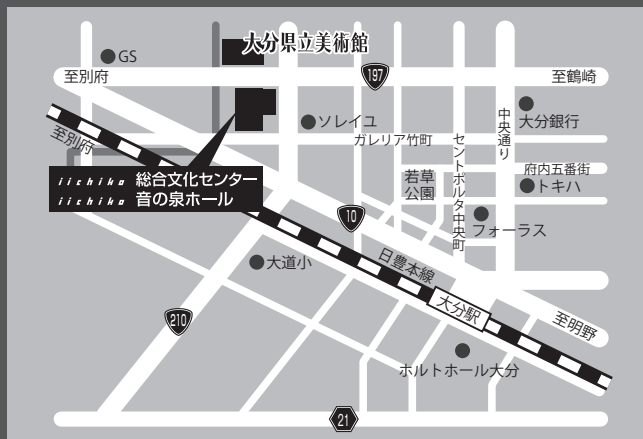 大分県立美術館
GS
至別府
197
至鶴崎
大分銀行
ソレイユ
中央通り
ガレリア竹町
至別府
セントポルタ中央町
府内五番街
若草
公園
トキハ
iichiko 総合文化センター
iichiko 音の泉ホール
10
フォーラス
大道小
日豊本線
大分駅
210
至明野
ホルトホール大分
21